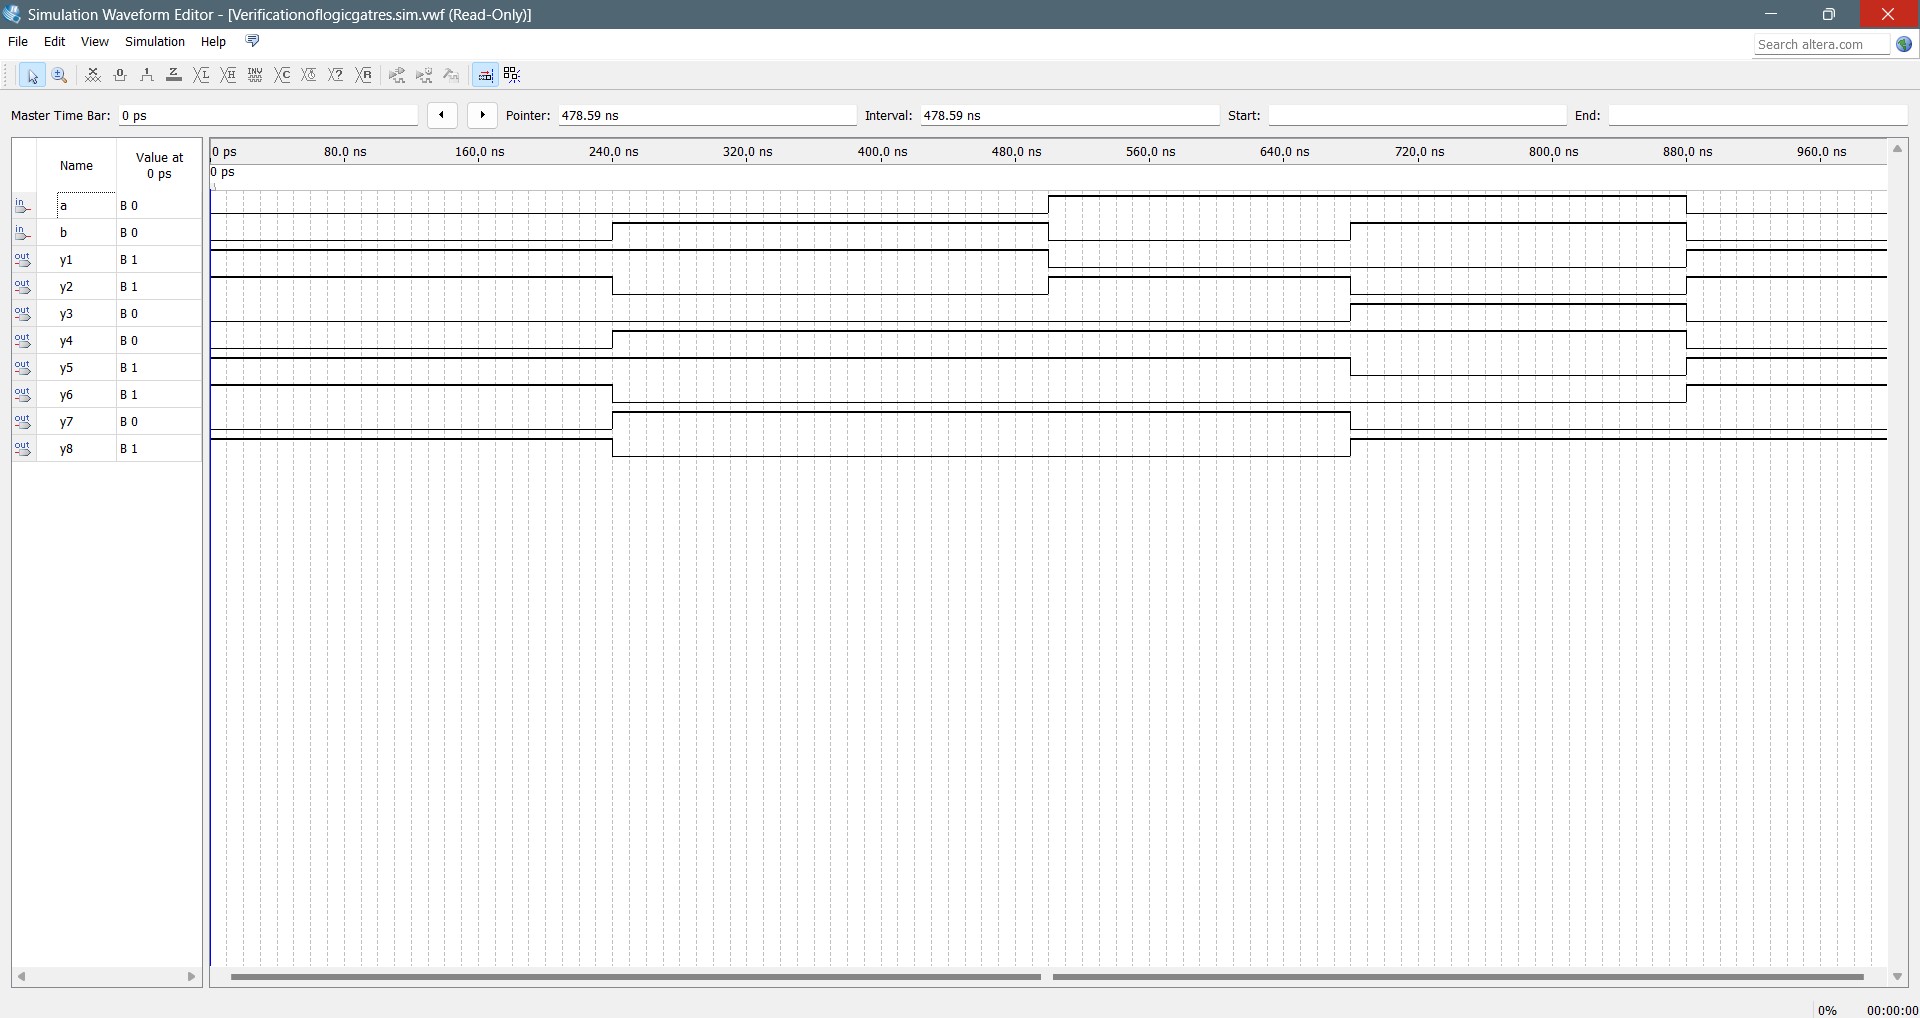 Simulation Waveform Editor - [Verificationoflogicgatres.sim.vwf (Read-Only)]
File Edit View Simulation Help
Search altera.com
Master Time Bar: 0 ps Pointer: 478.59 ns Interval: 478.59 ns Start: End:
Name Value at 0 ps
0 ps 80.0 ns 160.0 ns 240.0 ns 320.0 ns 400.0 ns 480.0 ns 560.0 ns 640.0 ns 720.0 ns 800.0 ns 880.0 ns 960.0 ns
0 ps
in a B 0
in b B 0
out y1 B 1
out y2 B 1
out y3 B 0
out y4 B 0
out y5 B 1
out y6 B 1
out y7 B 0
out y8 B 1
0% 00:00:00